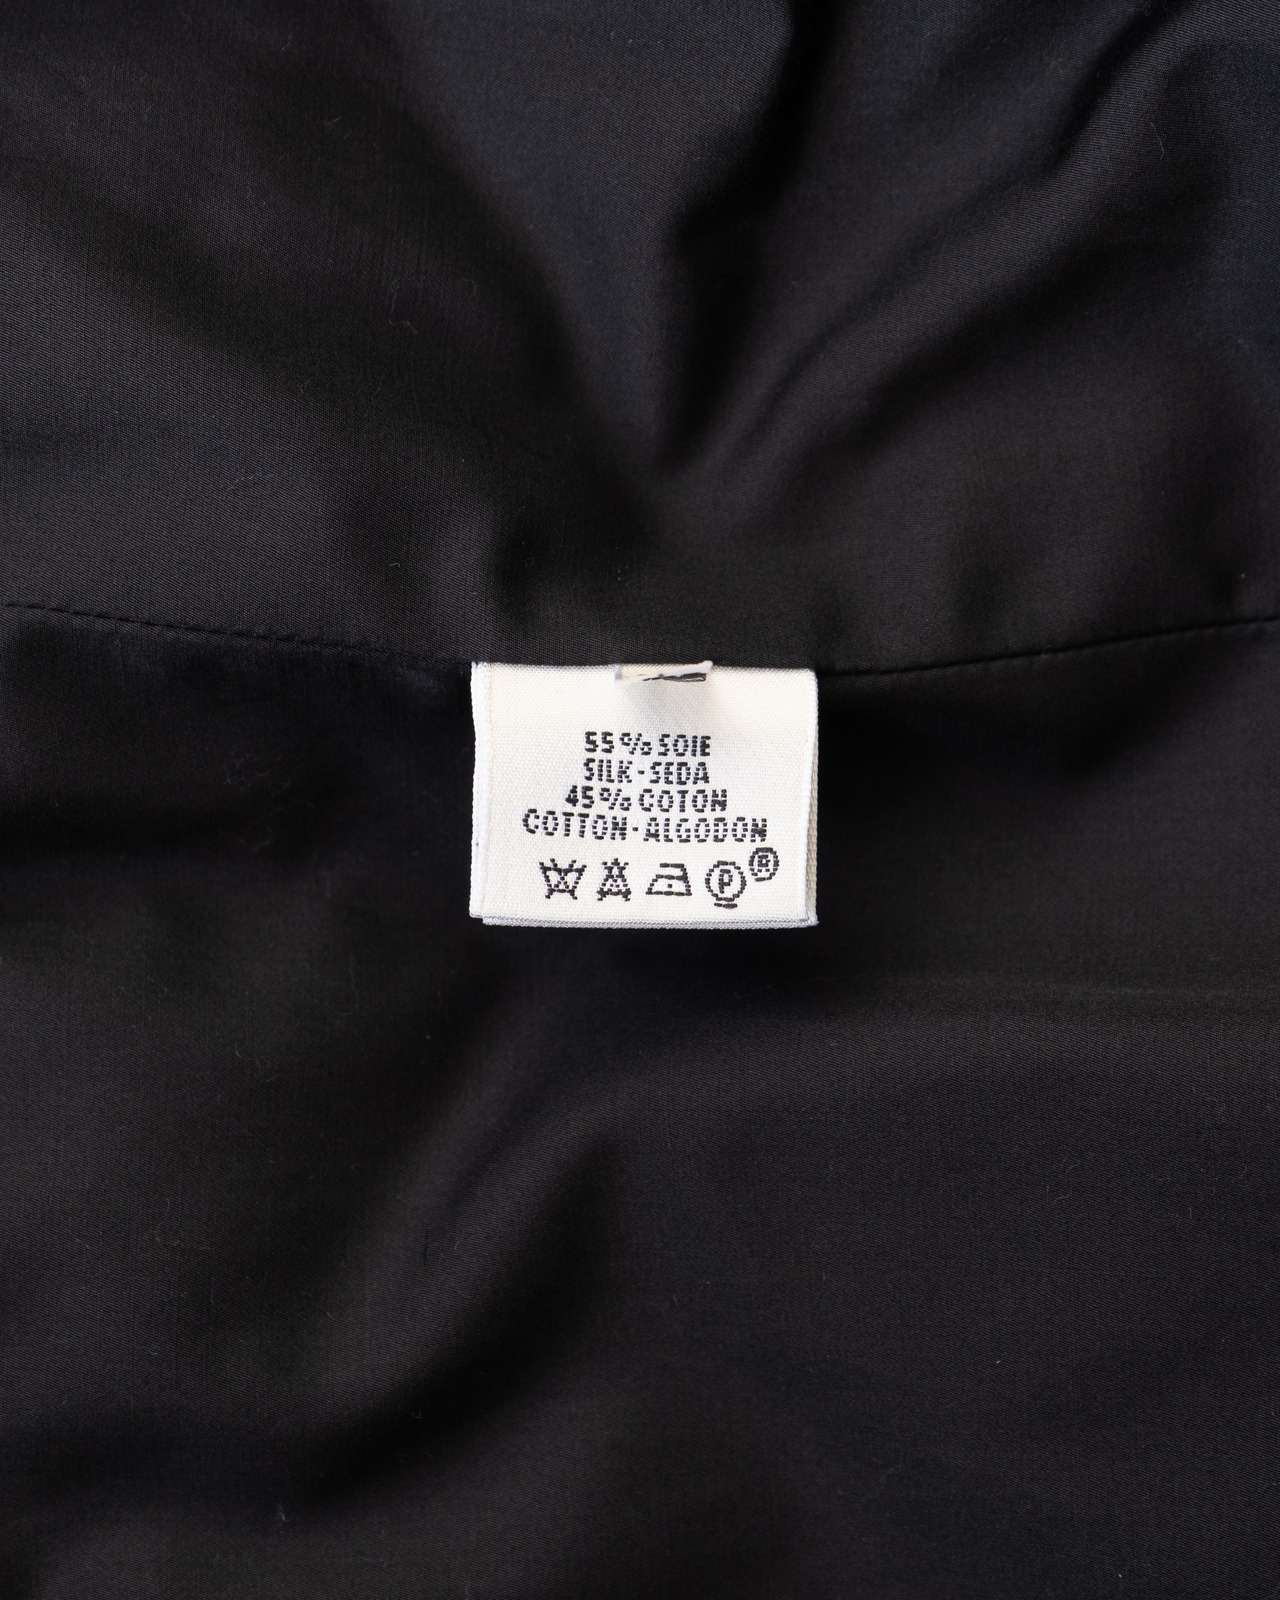 55% SOIE
SILK-SEDA
45% COTON
COTTON-ALGODON
P ®